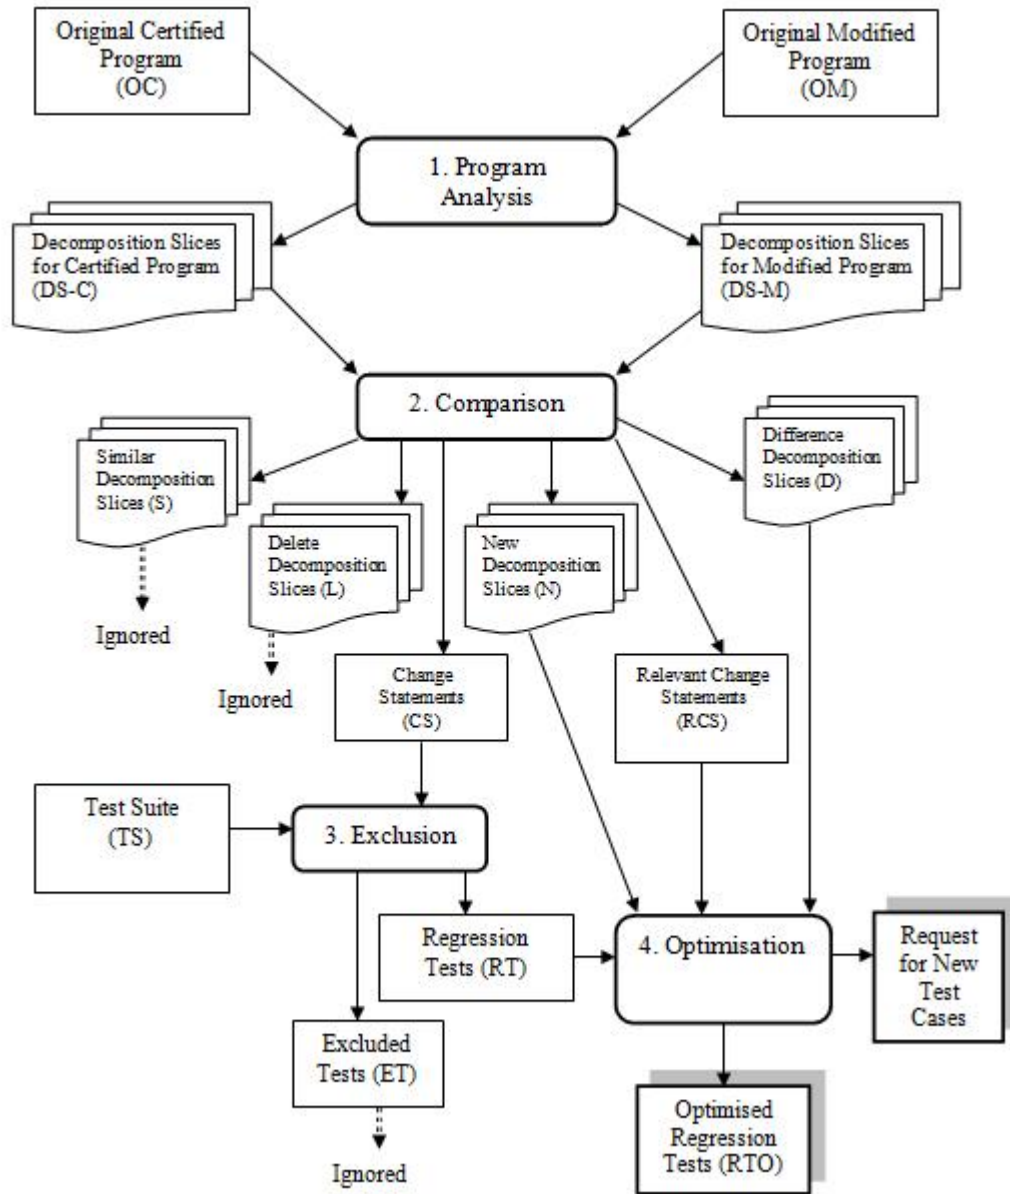 Original Certified
Program
(OC)
Original Modified
Program
(OM)
1. Program
Analysis
Decomposition Slices
for Certified Program
(DS-C)
Decomposition Slices
for Modified Program
(DS-M)
2. Comparison
Similar
Decomposition
Slices (S)
Difference
Decomposition
Slices (D)
Delete
Decomposition
Slices (L)
New
Decomposition
Slices (N)
Ignored
Ignored
Change
Statements
(CS)
Relevant Change
Statements
(RCS)
Test Suite
(TS)
3. Exclusion
Regression
Tests (RT)
4. Optimisation
Request
for New
Test
Cases
Excluded
Tests (ET)
Optimised
Regression
Tests (RTO)
Ignored